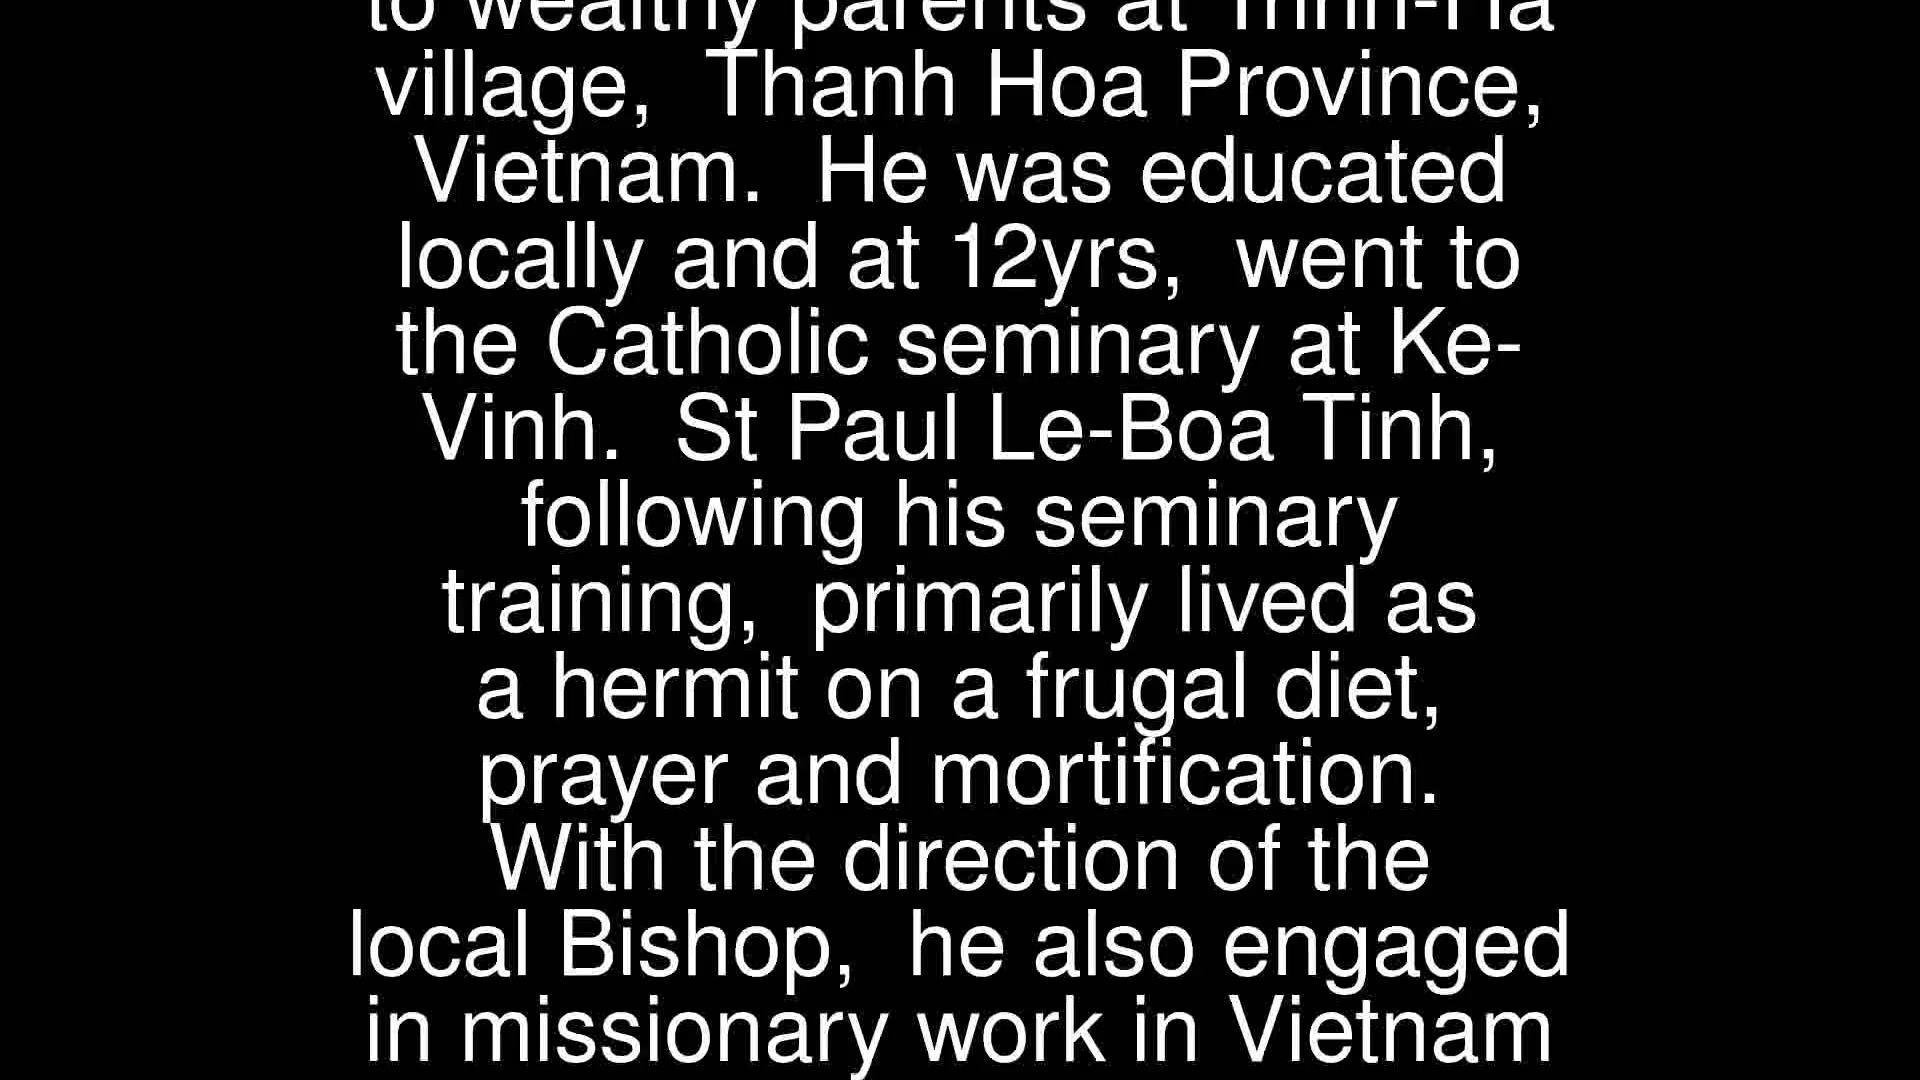 to wealthy parents at Trinh-Ha
village,  Thanh Hoa Province,
Vietnam.  He was educated
locally and at 12yrs,  went to
the Catholic seminary at Ke-
Vinh.  St Paul Le-Boa Tinh,
following his seminary
training,  primarily lived as
a hermit on a frugal diet,
prayer and mortification.
With the direction of the
local Bishop,  he also engaged
in missionary work in Vietnam